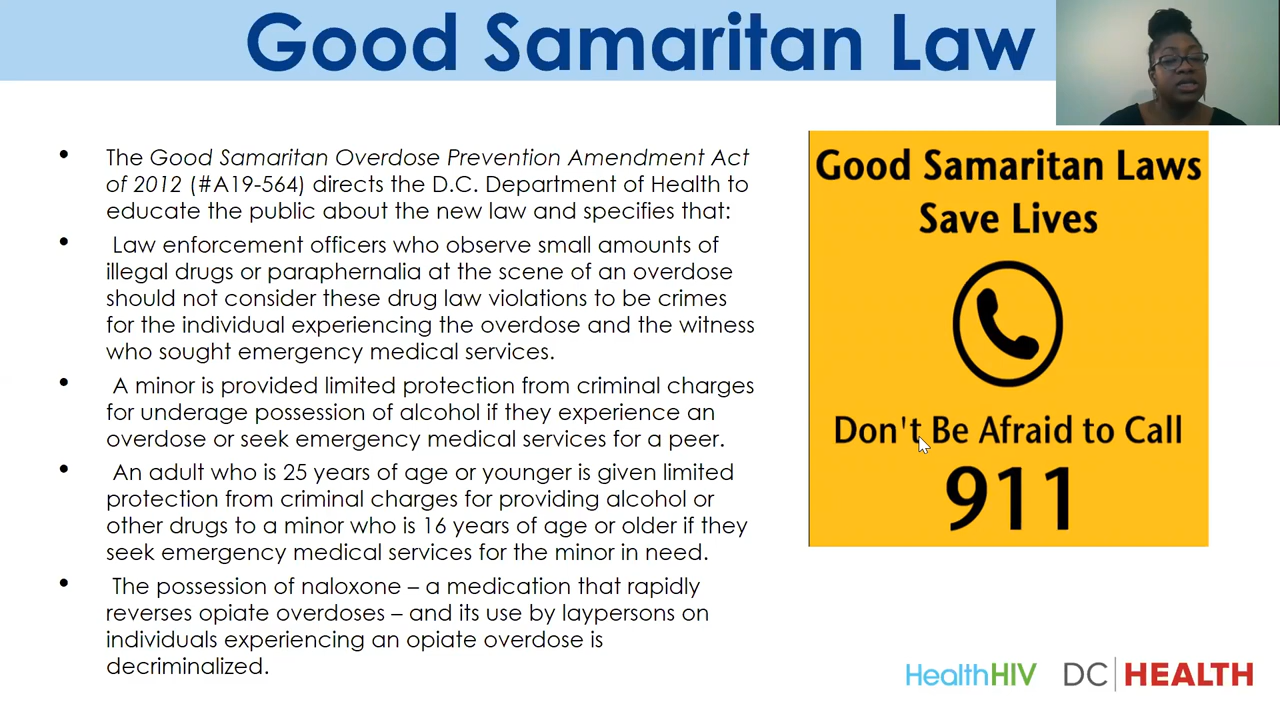 Good Samaritan Law
• The Good Samaritan Overdose Prevention Amendment Act
of 2012 (#A19-564) directs the D.C. Department of Health to
educate the public about the new law and specifies that:
• Law enforcement officers who observe small amounts of
illegal drugs or paraphernalia at the scene of an overdose
should not consider these drug law violations to be crimes
for the individual experiencing the overdose and the witness
who sought emergency medical services.
• A minor is provided limited protection from criminal charges
for underage possession of alcohol if they experience an
overdose or seek emergency medical services for a peer.
• An adult who is 25 years of age or younger is given limited
protection from criminal charges for providing alcohol or
other drugs to a minor who is 16 years of age or older if they
seek emergency medical services for the minor in need.
• The possession of naloxone – a medication that rapidly
reverses opiate overdoses – and its use by laypersons on
individuals experiencing an opiate overdose is
decriminalized.
Good Samaritan Laws
Save Lives
Don't Be Afraid to Call
911
HealthHIV
DC HEALTH